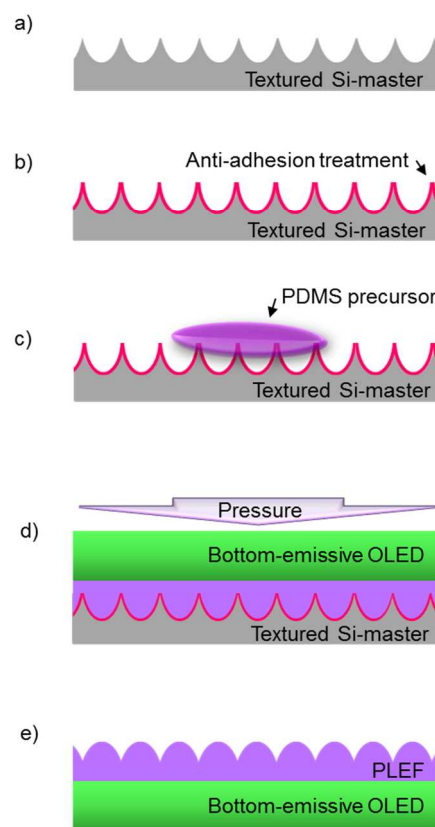 a)
Textured Si-master
b)
Anti-adhesion treatment
Textured Si-master
PDMS precursor
c)
Textured Si-master
Pressure
d)
Bottom-emissive OLED
Textured Si-master
e)
PLEF
Bottom-emissive OLED